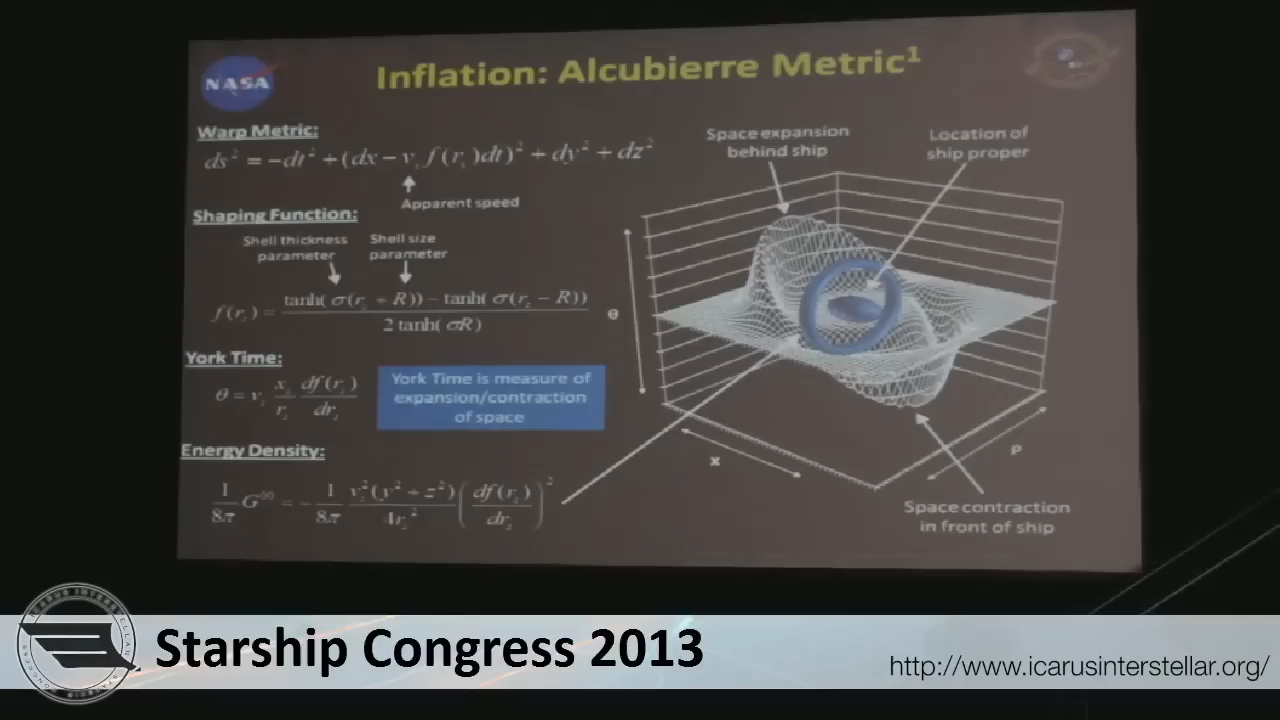 NASA
Inflation: Alcubierre Metric¹
Warp Metric:
ds² = −dt² + (dx − vₛ f(rₛ)dt)² + dy² + dz²
Apparent speed
Shaping Function:
Shell thickness
parameter
Shell size
parameter
f(rₛ) = (tanh( σ(rₛ + R)) − tanh( σ(rₛ − R))) / (2 tanh( σR))
York Time:
θ = vₛ (xₛ / rₛ) (df(rₛ) / drₛ)
York Time is measure of
expansion/contraction
of space
Energy Density:
(1 / 8π) G⁰⁰ = − (1 / 8π) (vₛ²(y² + z²) / 4rₛ²) (df(rₛ) / drₛ)²
Space expansion
behind ship
Location of
ship proper
θ
x
ρ
Space contraction
in front of ship
ICARUS INTERSTELLAR
STARSHIP CONGRESS
Starship Congress 2013
http://www.icarusinterstellar.org/